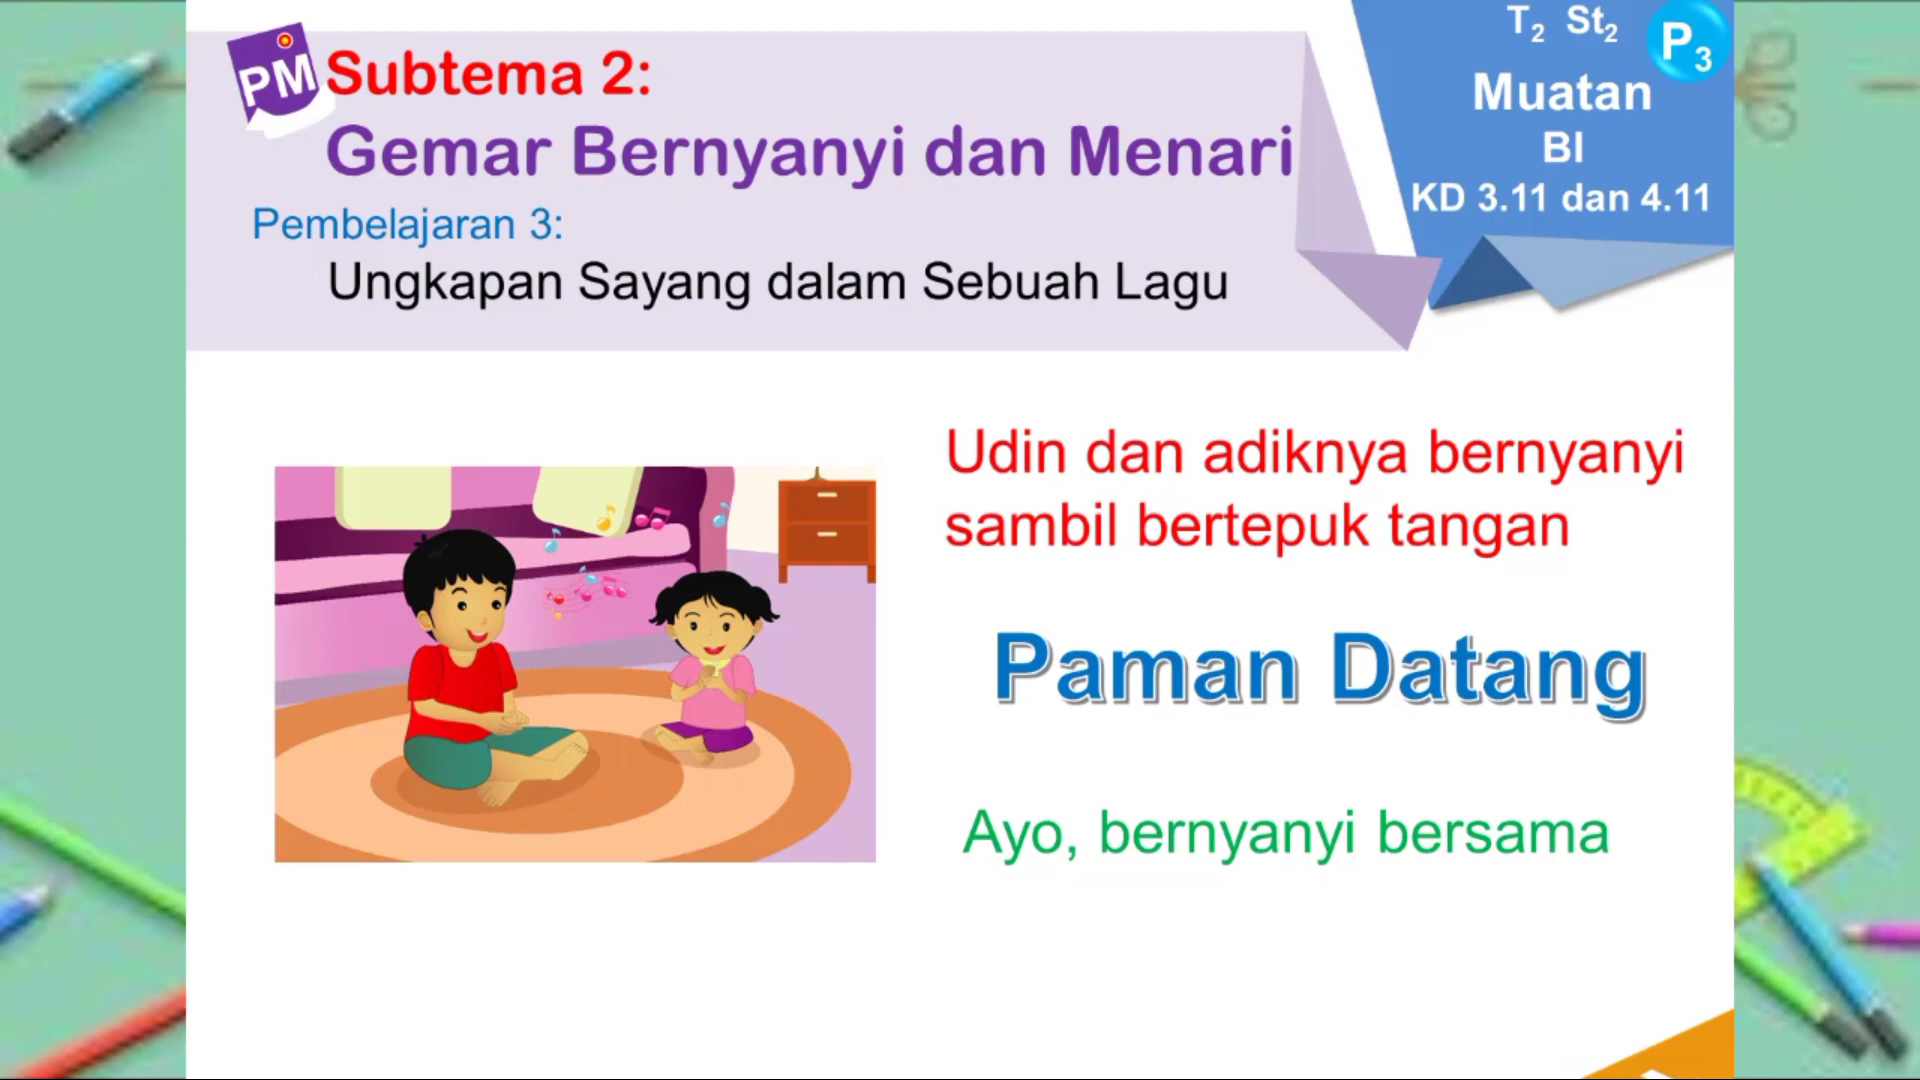 PM
Subtema 2:
Gemar Bernyanyi dan Menari
Pembelajaran 3:
Ungkapan Sayang dalam Sebuah Lagu
T2 St2
P3
Muatan
BI
KD 3.11 dan 4.11
Udin dan adiknya bernyanyi
sambil bertepuk tangan
Paman Datang
Ayo, bernyanyi bersama